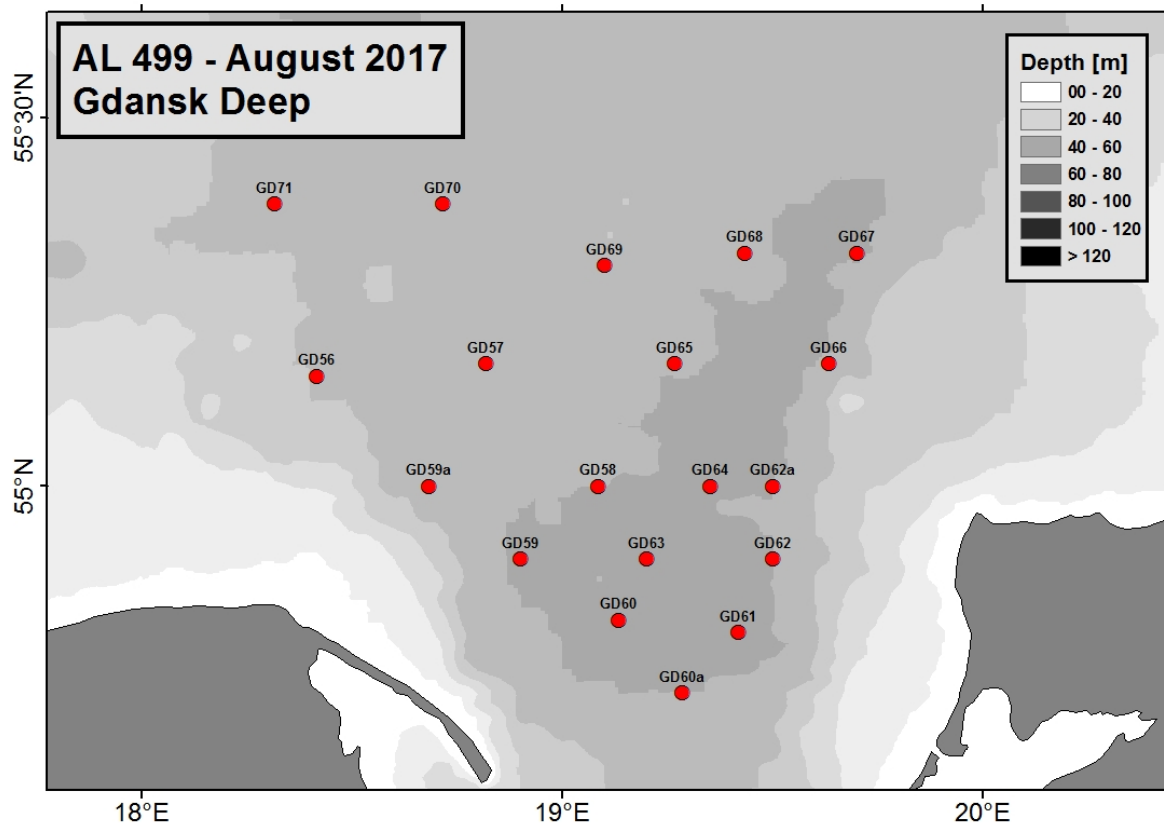 AL 499 - August 2017
Gdansk Deep
Depth [m]
00 - 20
20 - 40
40 - 60
60 - 80
80 - 100
100 - 120
> 120
55°30'N
GD71
GD70
GD69
GD68
GD67
GD56
GD57
GD65
GD66
55°N
GD59a
GD58
GD64
GD62a
GD59
GD63
GD62
GD60
GD61
GD60a
18°E
19°E
20°E